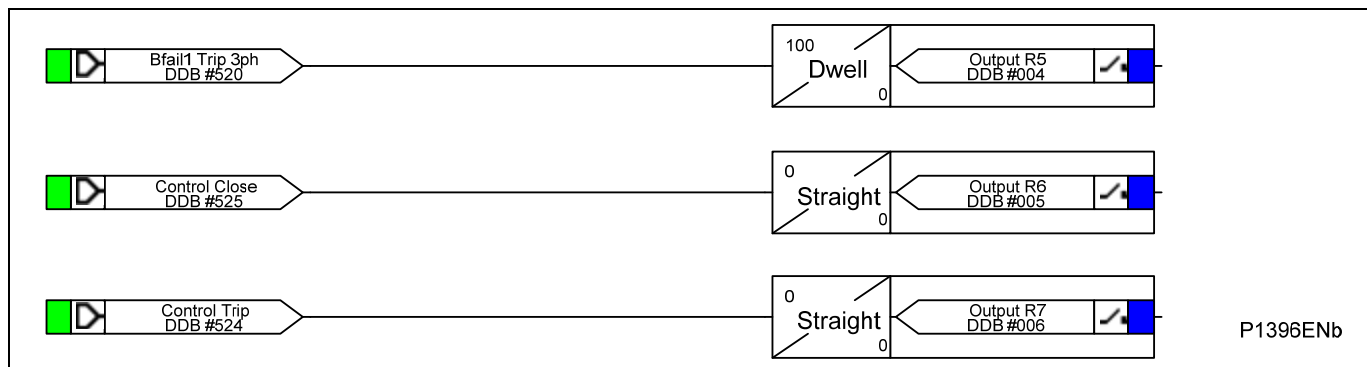 Bfail1 Trip 3ph
DDB #520
100
Dwell
0
Output R5
DDB #004
Control Close
DDB #525
0
Straight
0
Output R6
DDB #005
Control Trip
DDB #524
0
Straight
0
Output R7
DDB #006
P1396ENb